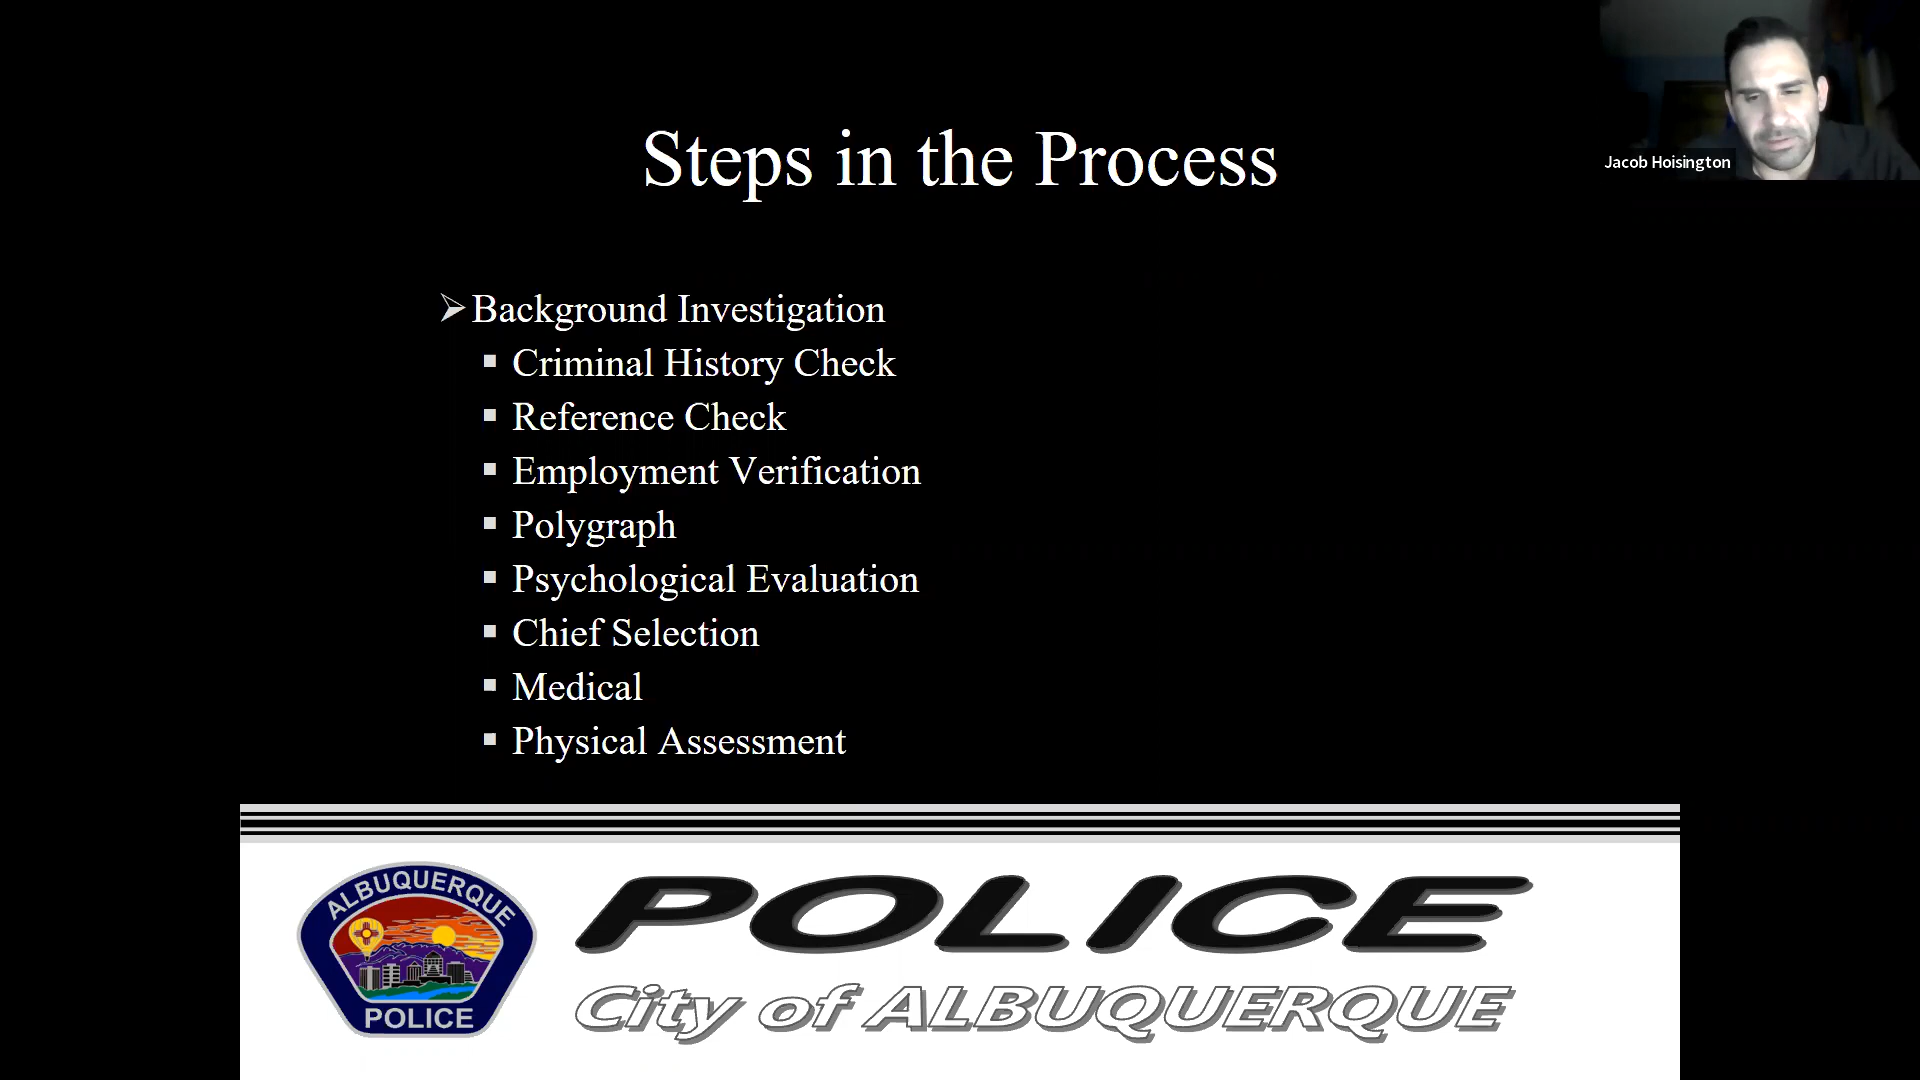 Steps in the Process
Jacob Hoisington
Background Investigation
Criminal History Check
Reference Check
Employment Verification
Polygraph
Psychological Evaluation
Chief Selection
Medical
Physical Assessment
ALBUQUERQUE
POLICE
POLICE
City of ALBUQUERQUE